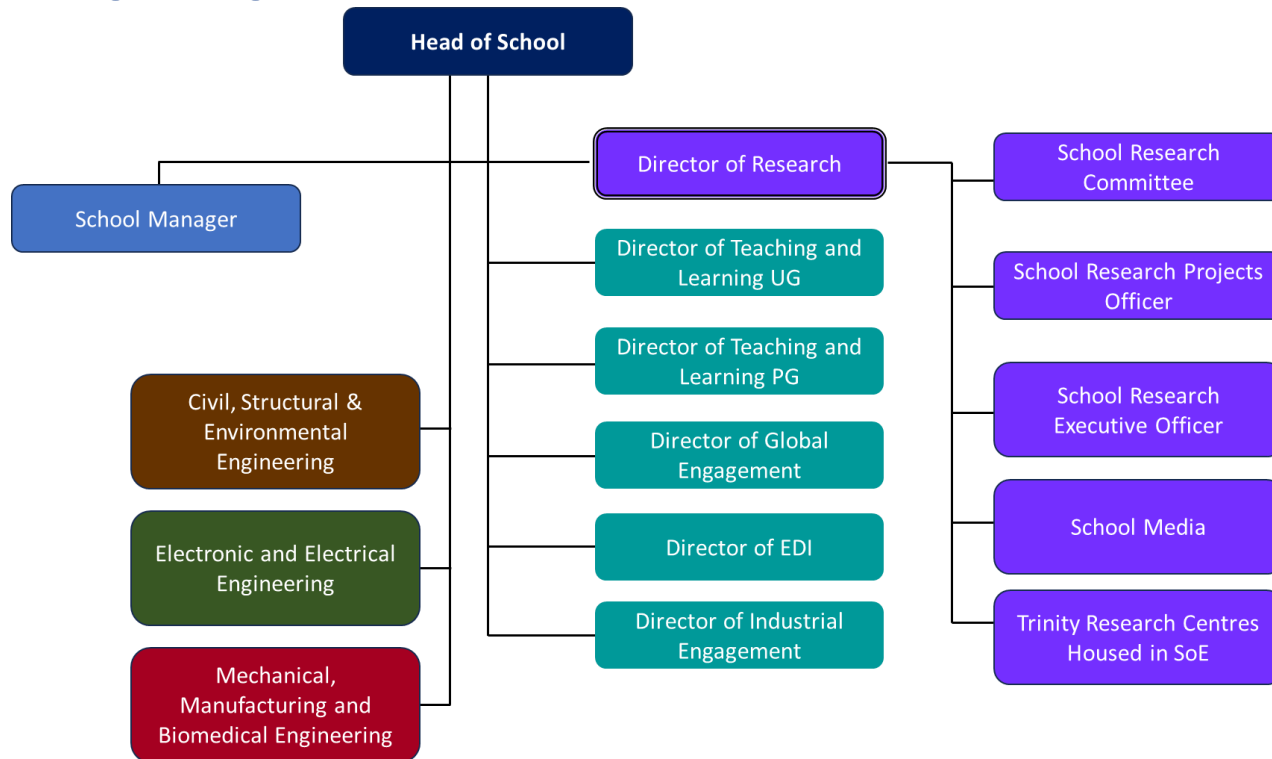 Head of School
Director of Research
School Manager
Director of Teaching and
Learning UG
Director of Teaching and
Learning PG
Director of Global
Engagement
Director of EDI
Director of Industrial
Engagement
Civil, Structural &
Environmental
Engineering
Electronic and Electrical
Engineering
Mechanical,
Manufacturing and
Biomedical Engineering
School Research
Committee
School Research Projects
Officer
School Research
Executive Officer
School Media
Trinity Research Centres
Housed in SoE